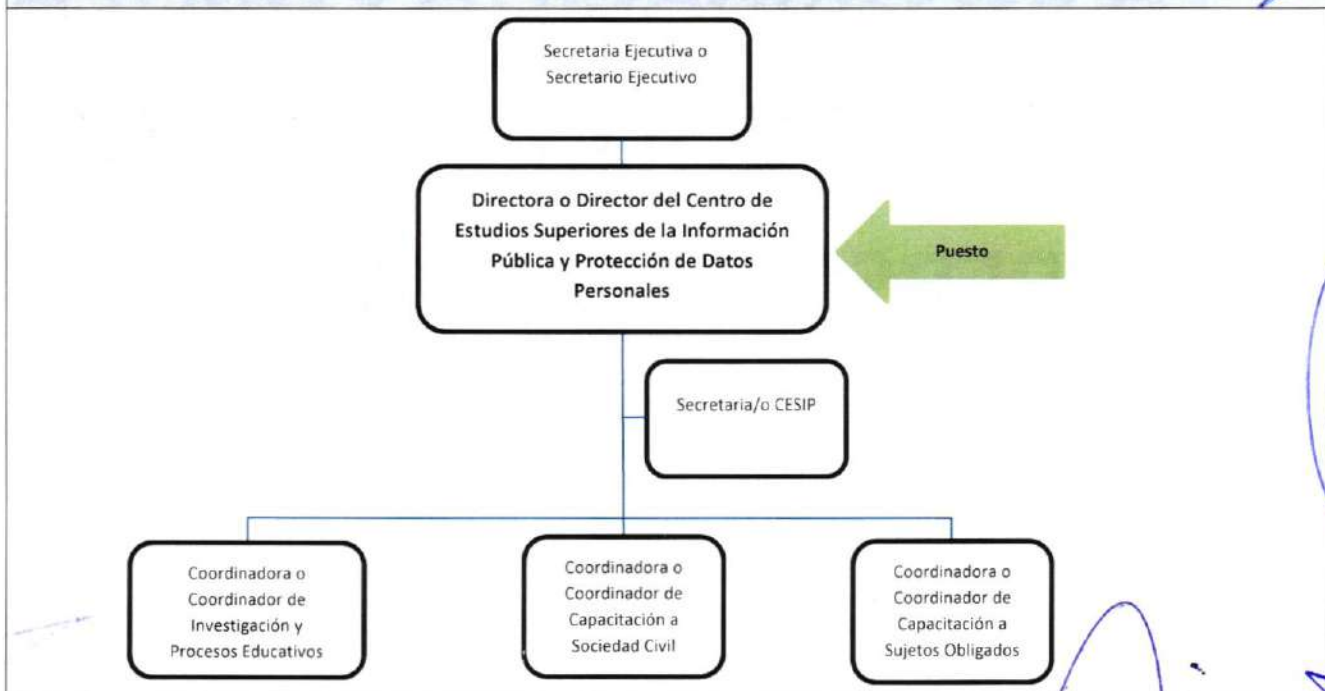 Secretaria Ejecutiva o
Secretario Ejecutivo
Directora o Director del Centro de
Estudios Superiores de la Información
Pública y Protección de Datos
Personales
Puesto
Secretaria/o CESIP
Coordinadora o
Coordinador de
Investigación y
Procesos Educativos
Coordinadora o
Coordinador de
Capacitación a
Sociedad Civil
Coordinadora o
Coordinador de
Capacitación a
Sujetos Obligados